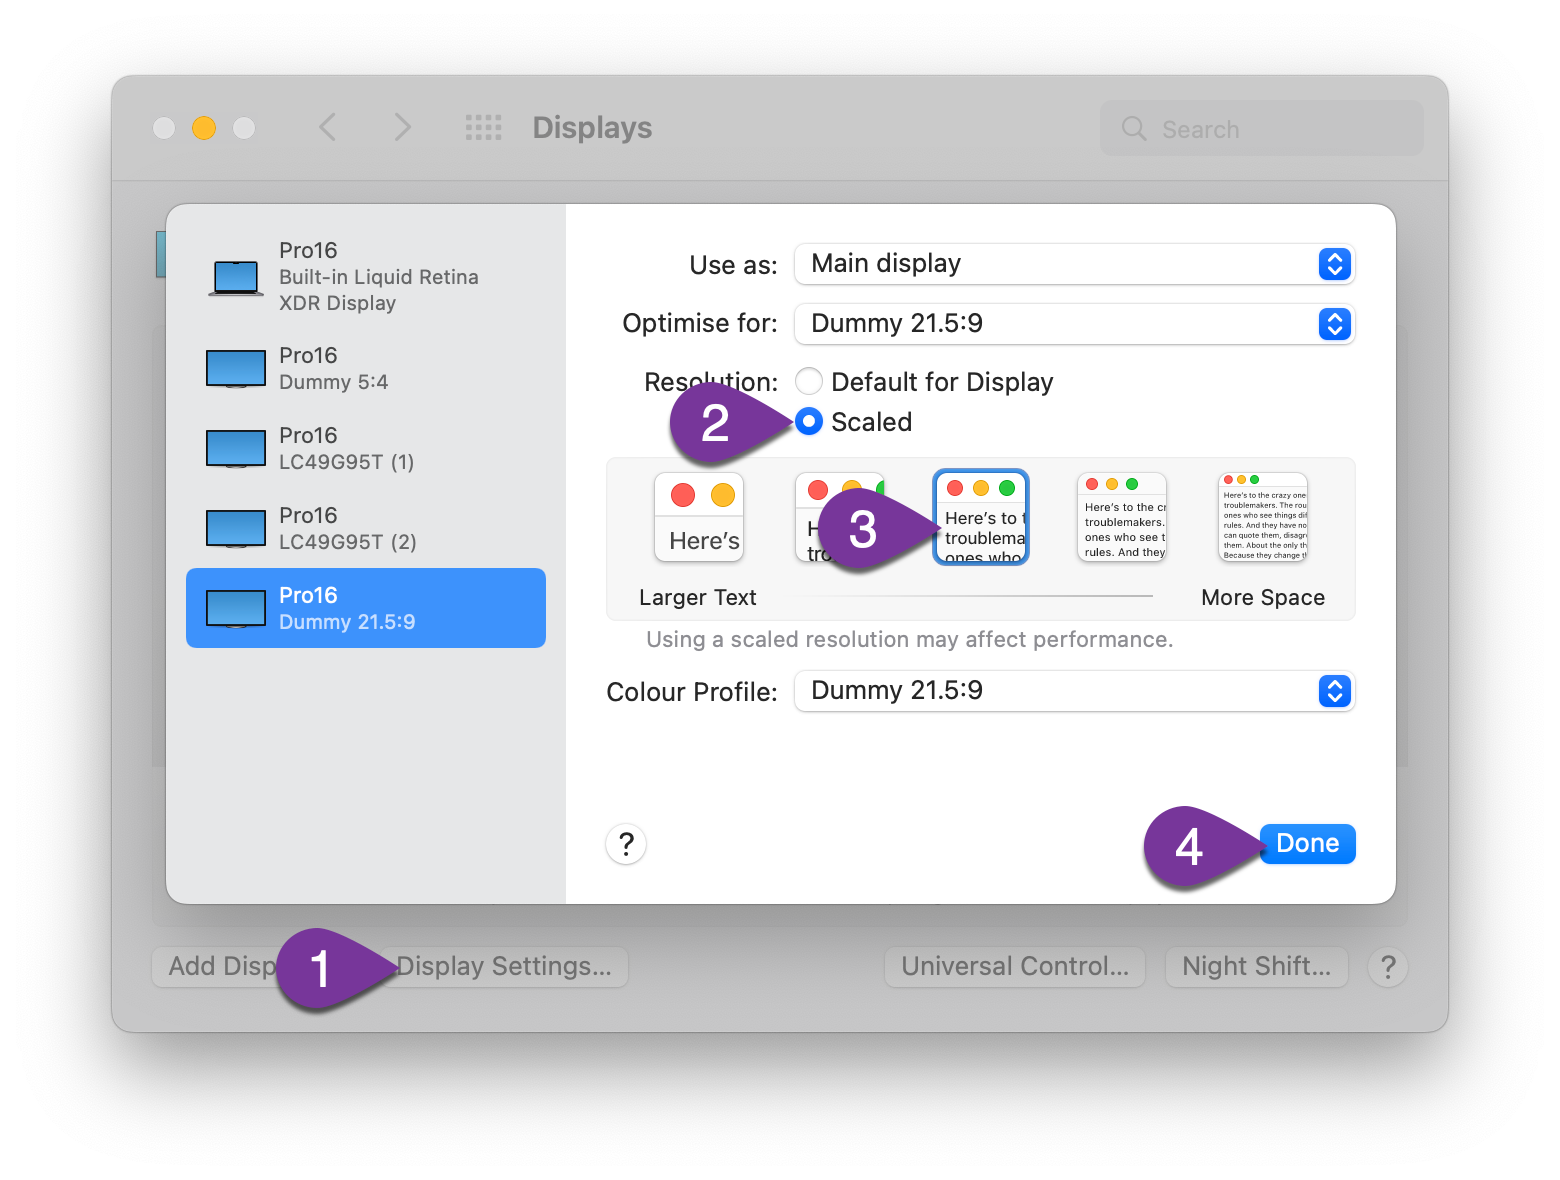 Displays
Search
Pro16
Built-in Liquid Retina
XDR Display
Pro16
Dummy 5:4
Pro16
LC49G95T (1)
Pro16
LC49G95T (2)
Pro16
Dummy 21.5:9
Use as: Main display
Optimise for: Dummy 21.5:9
Resolution: Default for Display
2 Scaled
Here's
3
Here's to t
troublema
ones who
Here's to the cr
troublemakers.
ones who see t
rules. And they
Here's to the crazy one
troublemakers. The rou
ones who see things dif
rules. And they have no
can quote them, disagre
them. About the only th
Because they change th
Larger Text More Space
Using a scaled resolution may affect performance.
Colour Profile: Dummy 21.5:9
? 4 Done
Add Disp 1 Display Settings... Universal Control... Night Shift... ?